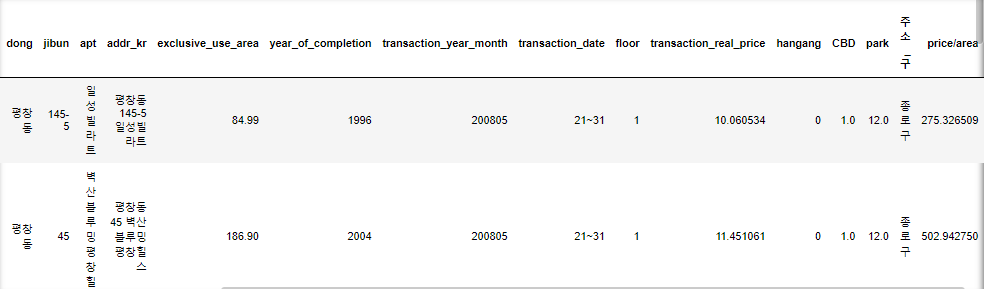 dong jibun apt addr_kr exclusive_use_area year_of_completion transaction_year_month transaction_date floor transaction_real_price hangang CBD park 주소_구 price/area
평창동 145-5 일성빌라트 평창동 145-5 일성빌라트 84.99 1996 200805 21~31 1 10.060534 0 1.0 12.0 종로구 275.326509
평창동 45 벽산블루밍평창힐 평창동 45 벽산블루밍평창힐스 186.90 2004 200805 21~31 1 11.451061 0 1.0 12.0 종로구 502.942750